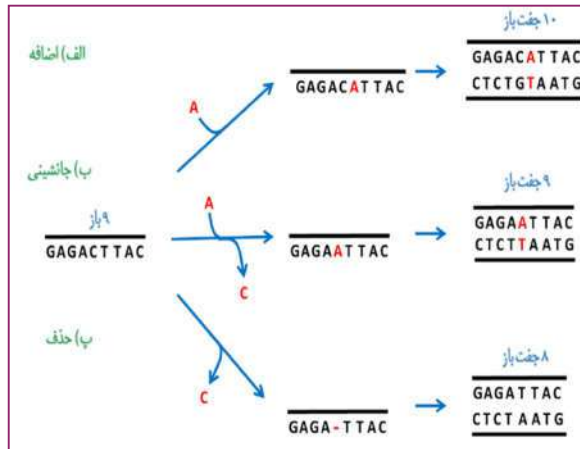 الف) اضافه
A
GAGACATTAC
۱۰ جفت باز
GAGACATTAC
CTCTGTAATG
ب) جانشینی
۹ باز
GAGACTTAC
A
C
GAGAATTAC
۹ جفت باز
GAGAATTAC
CTCTTAATG
پ) حذف
C
GAGA-TTAC
۸ جفت باز
GAGATTAC
CTCTAATG